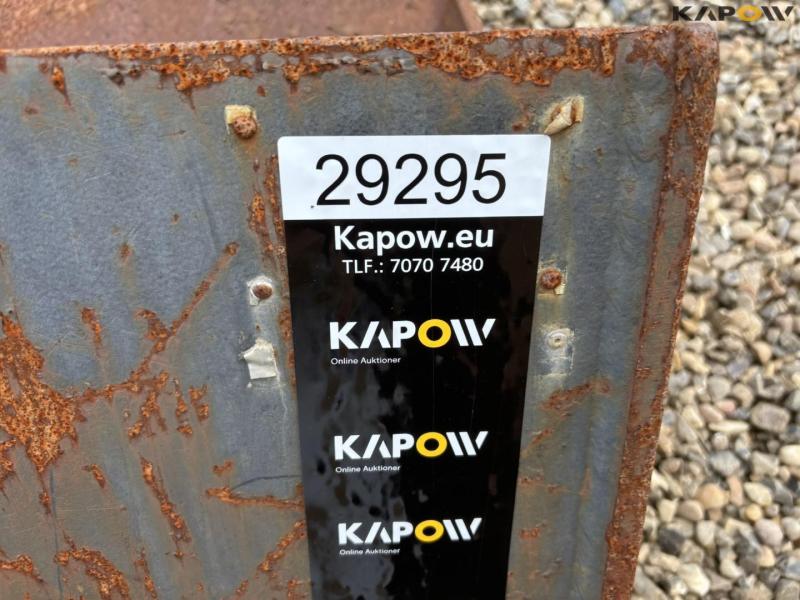 KAPOW
29295
Kapow.eu
TLF.: 7070 7480
KAPOW
Online Auktioner
KAPOW
Online Auktioner
KAPOW
Online Auktioner